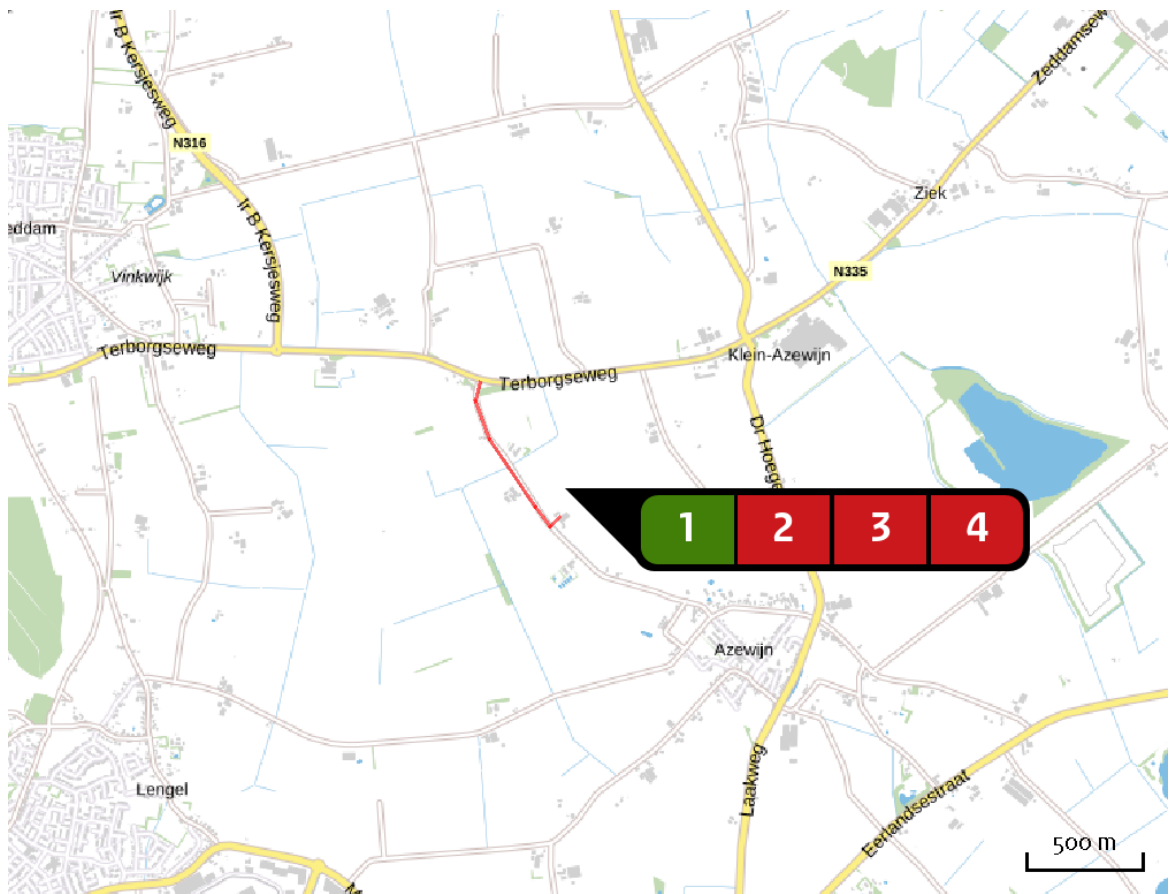 Ir B Kersjesweg
Zeddamsew
N316
Ziek
Ir B Kersjesweg
eddam
Vinkwijk
N335
Terborgseweg
Klein-Azewijn
Terborgseweg
Dr Hoege
1 2 3 4
Azewijn
Laakweg
Lengel
Eerlandsestraat
500 m
M